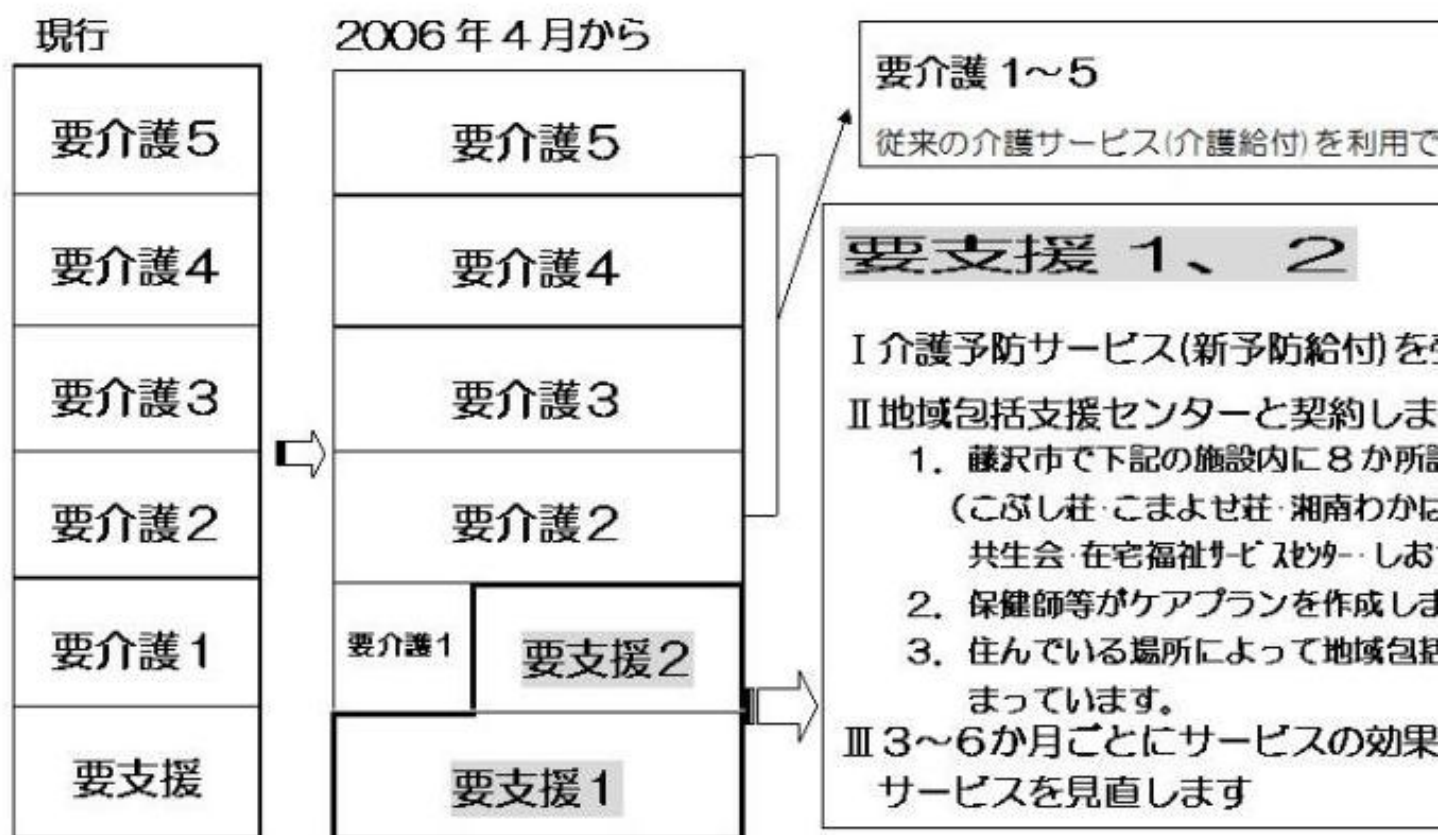 現行
要介護5
要介護4
要介護3
要介護2
要介護1
要支援
2006年4月から
要介護5
要介護4
要介護3
要介護2
要介護1
要支援2
要支援1
要介護1～5
従来の介護サービス(介護給付)を利用で
要支援1、2
Ⅰ介護予防サービス(新予防給付)を
Ⅱ地域包括支援センターと契約しま
1．藤沢市で下記の施設内に8か所
(こぶし荘·こまよせ荘·湘南わかば
共生会·在宅福祉ｻｰﾋﾞｽｾﾝﾀｰ·しお
2．保健師等がケアプランを作成しま
3．住んでいる場所によって地域包括
まっています。
Ⅲ3～6か月ごとにサービスの効果
サービスを見直します